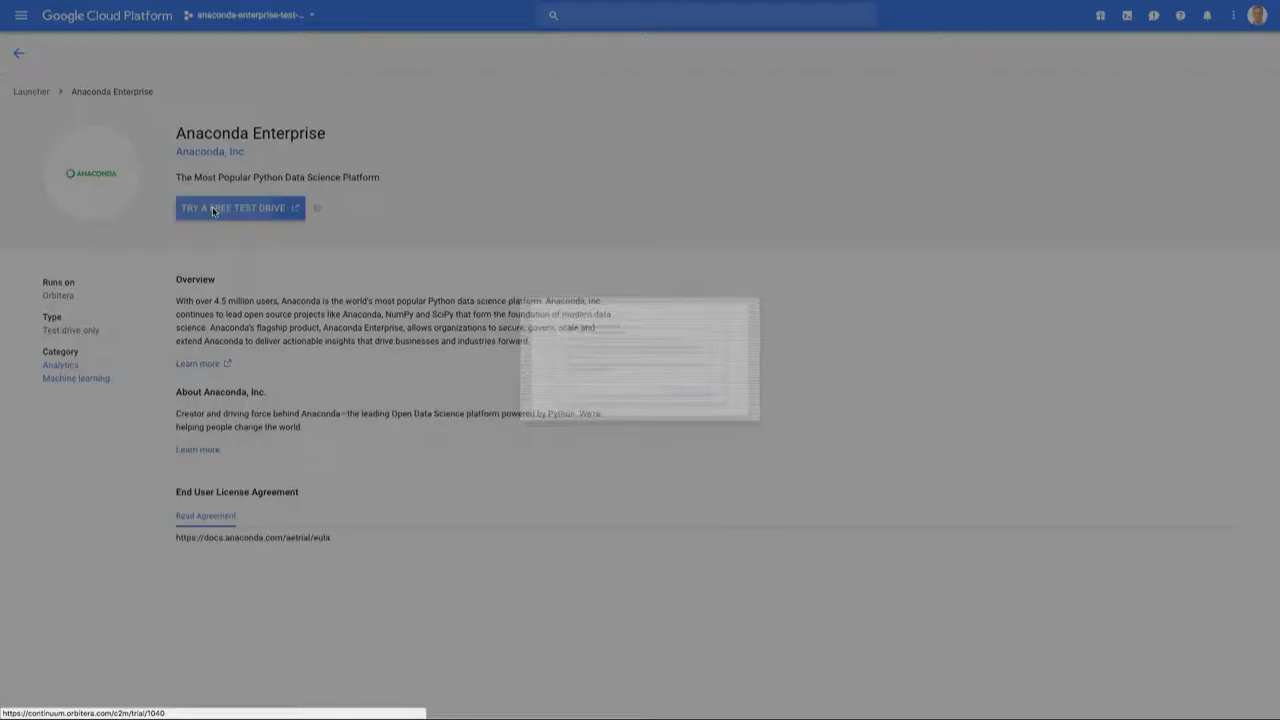 Google Cloud Platform
anaconda-enterprise-test-...
Launcher > Anaconda Enterprise
ANACONDA
Anaconda Enterprise
Anaconda, Inc
The Most Popular Python Data Science Platform
TRY A FREE TEST DRIVE
Runs on
Orbitera
Type
Test drive only
Category
Analytics
Machine learning
Overview
With over 4.5 million users, Anaconda is the world's most popular Python data science platform. Anaconda, Inc.
continues to lead open source projects like Anaconda, NumPy and SciPy that form the foundation of modern data
science. Anaconda's flagship product, Anaconda Enterprise, allows organizations to secure, govern, scale and
extend Anaconda to deliver actionable insights that drive businesses and industries forward.
Learn more
About Anaconda, Inc.
Creator and driving force behind Anaconda—the leading Open Data Science platform powered by Python. We're
helping people change the world.
Learn more
End User License Agreement
Read Agreement
https://docs.anaconda.com/aetrial/eula
https://continuum.orbitera.com/c2m/trial/1040